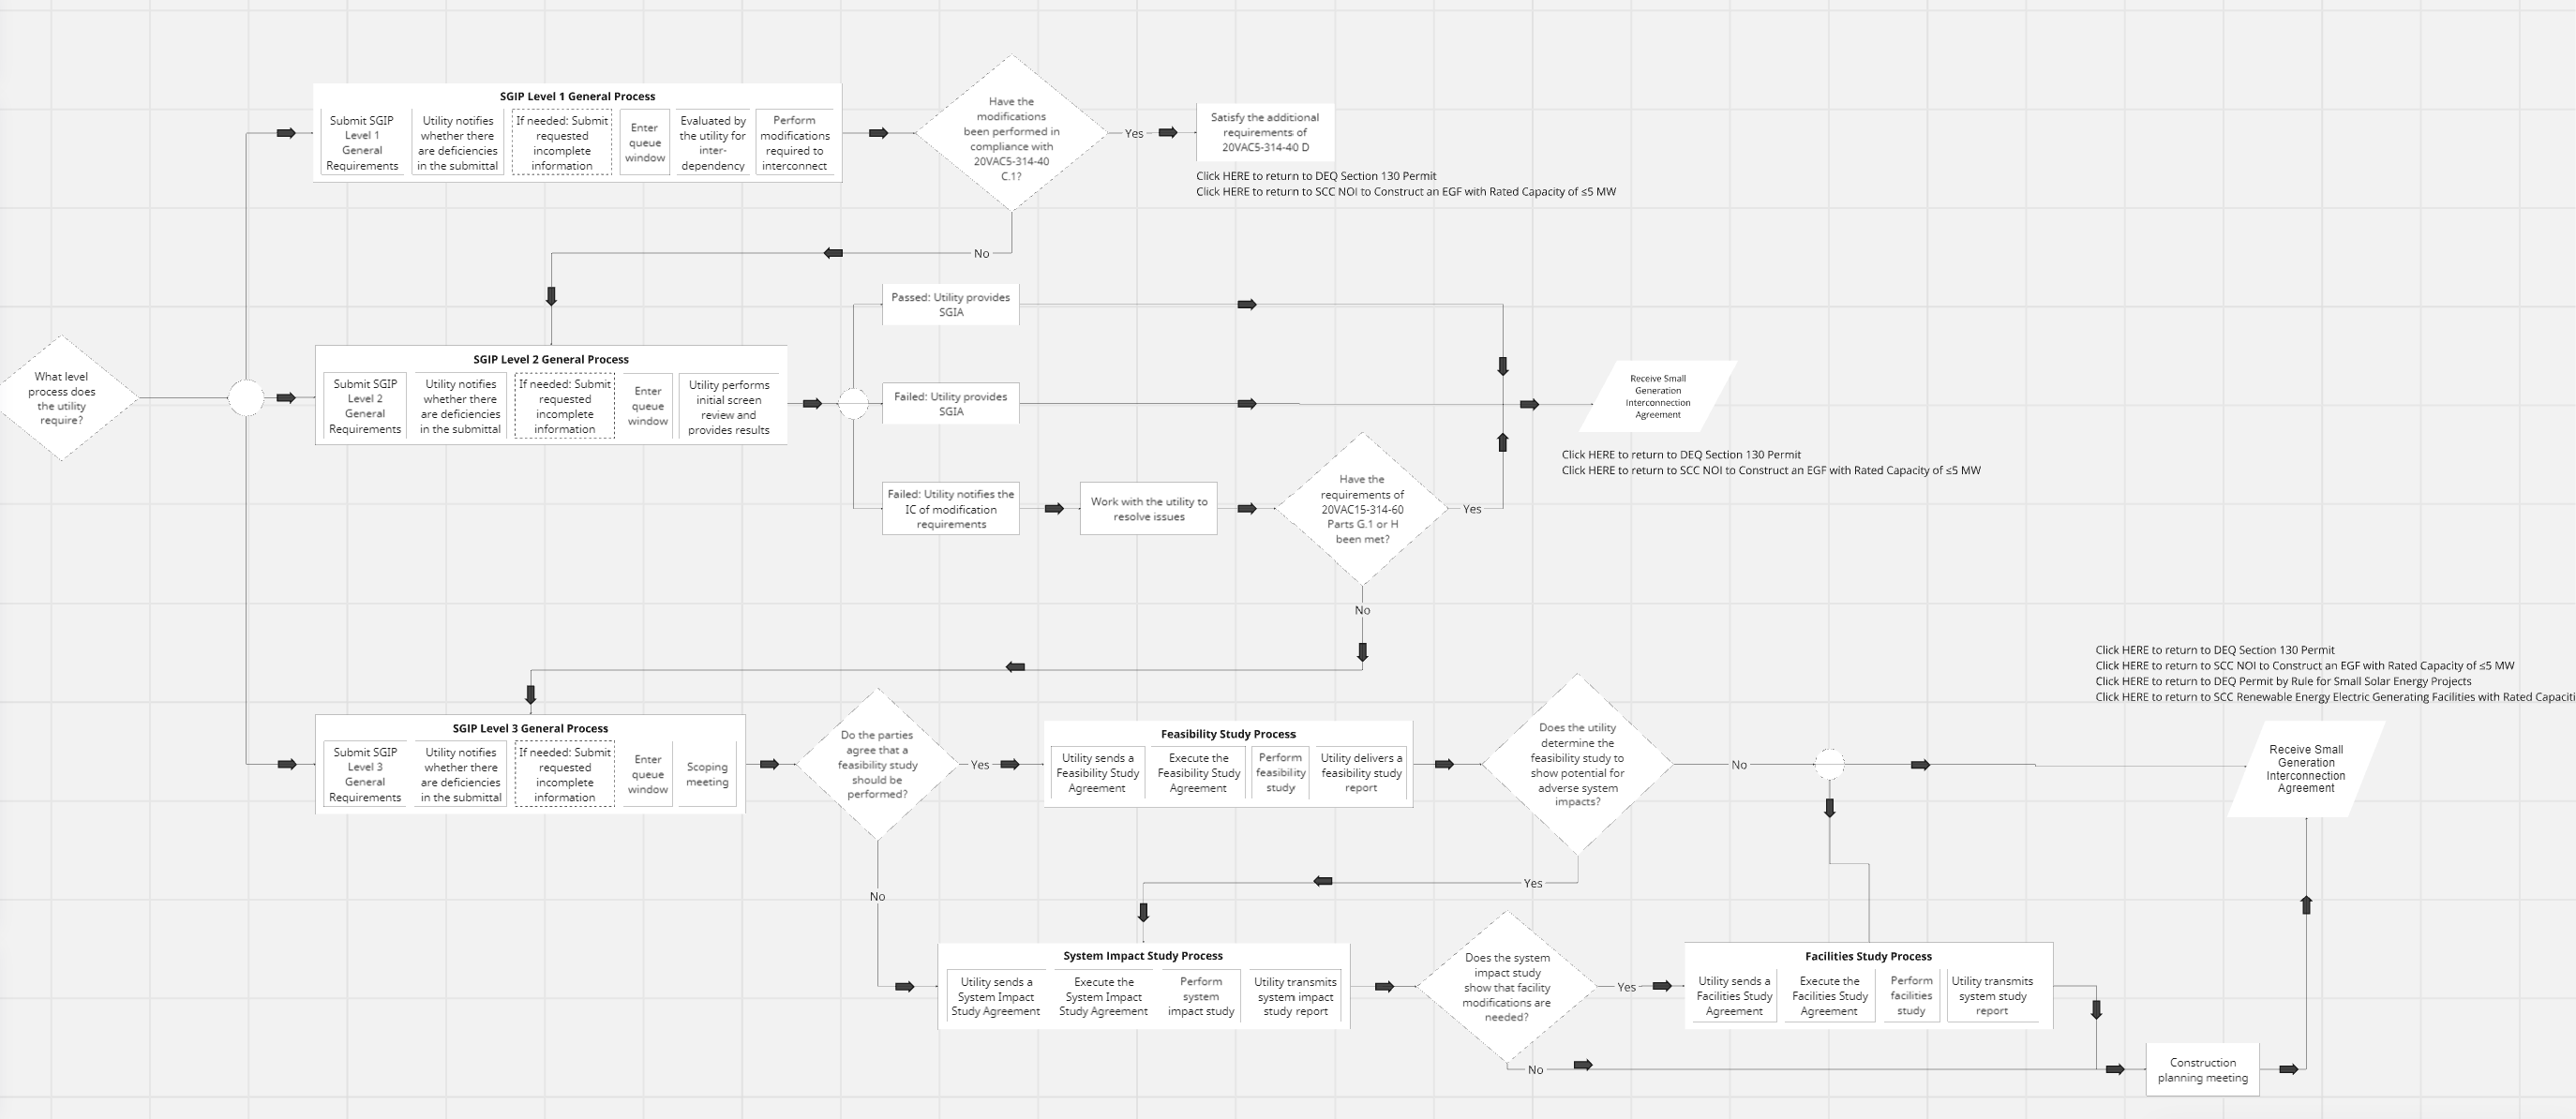 SGIP Level 1 General Process
Submit SGIP
Level 1
General
Requirements
Utility notifies
whether there
are deficiencies
in the submittal
If needed: Submit
requested
incomplete
information
Enter
queue
window
Evaluated by
the utility for
inter-
dependency
Perform
modifications
required to
interconnect
Have the
modifications
been performed in
compliance with
20VAC5-314-40
C.1?
Yes
Satisfy the additional
requirements of
20VAC5-314-40 D
Click HERE to return to DEQ Section 130 Permit
Click HERE to return to SCC NOI to Construct an EGF with Rated Capacity of ≤5 MW
No
What level
process does
the utility
require?
SGIP Level 2 General Process
Submit SGIP
Level 2
General
Requirements
Utility notifies
whether there
are deficiencies
in the submittal
If needed: Submit
requested
incomplete
information
Enter
queue
window
Utility performs
initial screen
review and
provides results
Passed: Utility provides
SGIA
Failed: Utility provides
SGIA
Failed: Utility notifies the
IC of modification
requirements
Work with the utility to
resolve issues
Have the
requirements of
20VAC15-314-60
Parts G.1 or H
been met?
Yes
Receive Small
Generation
Interconnection
Agreement
Click HERE to return to DEQ Section 130 Permit
Click HERE to return to SCC NOI to Construct an EGF with Rated Capacity of ≤5 MW
No
SGIP Level 3 General Process
Submit SGIP
Level 3
General
Requirements
Utility notifies
whether there
are deficiencies
in the submittal
If needed: Submit
requested
incomplete
information
Enter
queue
window
Scoping
meeting
Do the parties
agree that a
feasibility study
should be
performed?
Yes
Feasibility Study Process
Utility sends a
Feasibility Study
Agreement
Execute the
Feasibility Study
Agreement
Perform
feasibility
study
Utility delivers a
feasibility study
report
Does the utility
determine the
feasibility study to
show potential for
adverse system
impacts?
No
Click HERE to return to DEQ Section 130 Permit
Click HERE to return to SCC NOI to Construct an EGF with Rated Capacity of ≤5 MW
Click HERE to return to DEQ Permit by Rule for Small Solar Energy Projects
Click HERE to return to SCC Renewable Energy Electric Generating Facilities with Rated Capaciti
Receive Small
Generation
Interconnection
Agreement
Yes
No
System Impact Study Process
Utility sends a
System Impact
Study Agreement
Execute the
System Impact
Study Agreement
Perform
system
impact study
Utility transmits
system impact
study report
Does the system
impact study
show that facility
modifications are
needed?
Yes
Facilities Study Process
Utility sends a
Facilities Study
Agreement
Execute the
Facilities Study
Agreement
Perform
facilities
study
Utility transmits
system study
report
No
Construction
planning meeting